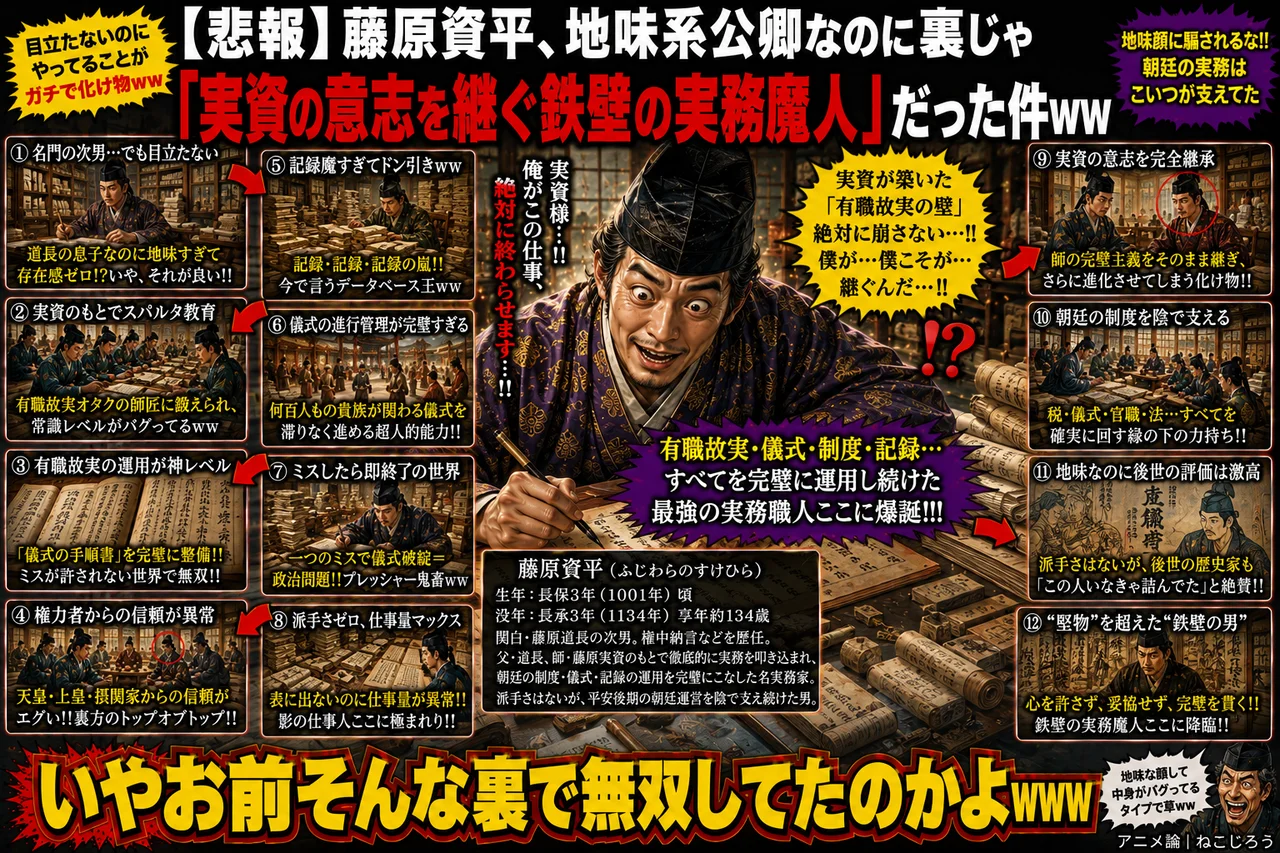 目立たないのに
やってることが
ガチで化け物ww
【悲報】藤原資平、地味系公卿なのに裏じゃ
「実資の意志を継ぐ鉄壁の実務魔人」だった件ww
地味顔に騙されるな!!
朝廷の実務は
こいつが支えてた
① 名門の次男…でも目立たない
道長の息子なのに地味すぎて
存在感ゼロ!?いや、それが良い!!
② 実資のもとでスパルタ教育
有職故実オタクの師匠に鍛えられ、
常識レベルがバグってるww
③ 有職故実の運用が神レベル
「儀式の手順書」を完璧に整備!!
ミスが許されない世界で無双!!
④ 権力者からの信頼が異常
天皇・上皇・摂関家からの信頼が
エグい!!裏方のトップオブトップ!!
⑤ 記録魔すぎてドン引きww
記録・記録・記録の嵐!!
今で言うデータベース王ww
⑥ 儀式の進行管理が完璧すぎる
何百人もの貴族が関わる儀式を
滞りなく進める超人的能力!!
⑦ ミスしたら即終了の世界
一つのミスで儀式破綻＝
政治問題!!プレッシャー鬼畜ww
⑧ 派手さゼロ、仕事量マックス
表に出ないのに仕事量が異常!!
影の仕事人ここに極まれり!!
実資様…!!
俺がこの仕事、
絶対に終わらせます…!!
実資が築いた
「有職故実の壁」
絶対に崩さない…!!
僕が…僕こそが…
継ぐんだ…!!
!?
有職故実・儀式・制度・記録…
すべてを完璧に運用し続けた
最強の実務職人ここに爆誕!!!
藤原資平（ふじわらのすけひら）
生年：長保3年（1001年）頃
没年：長承3年（1134年）享年約134歳
関白・藤原道長の次男。権中納言などを歴任。
父・道長、師・藤原実資のもとで徹底的に実務を叩き込まれ、
朝廷の制度・儀式・記録の運用を完璧にこなした名実務家。
派手さはないが、平安後期の朝廷運営を陰で支え続けた男。
⑨ 実資の意志を完全継承
師の完璧主義をそのまま継ぎ、
さらに進化させてしまう化け物!!
⑩ 朝廷の制度を陰で支える
税・儀式・官職・法…すべてを
確実に回す縁の下の力持ち!!
⑪ 地味なのに後世の評価は激高
派手さはないが、後世の歴史家も
「この人いなきゃ詰んでた」と絶賛!!
⑫ “堅物”を超えた“鉄壁の男”
心を許さず、妥協せず、完璧を貫く!!
鉄壁の実務魔人ここに降臨!!
いやお前そんな裏で無双してたのかよwww
地味な顔して
中身がバグってる
タイプで草ww
アニメ論｜ねこじろう